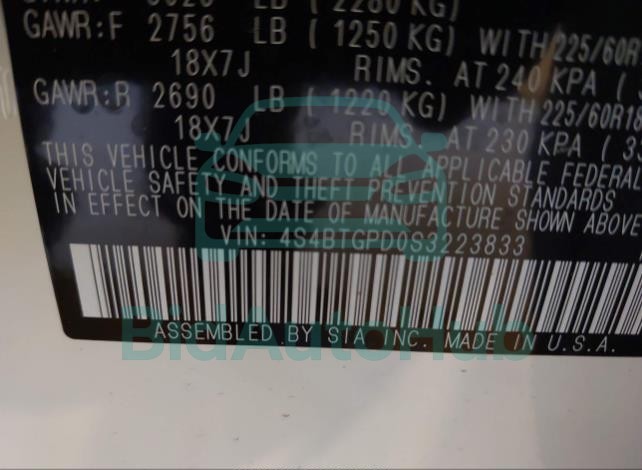 LB (2280 KG)
GAWR:F 2756 LB ( 1250 KG) WITH 225/60R
18X7J RIMS. AT 240 KPA (
GAWR:R 2690 LB ( 1220 KG) WITH 225/60R18
18X7J RIMS. AT 230 KPA (
THIS VEHICLE CONFORMS TO ALL APPLICABLE FEDERAL
VEHICLE SAFETY AND THEFT PREVENTION STANDARDS
IN EFFECT ON THE DATE OF MANUFACTURE SHOWN ABOVE
VIN: 4S4BTGPD0S3223833
ASSEMBLED BY SIA INC. MADE IN U.S.A.
BidAutoHub